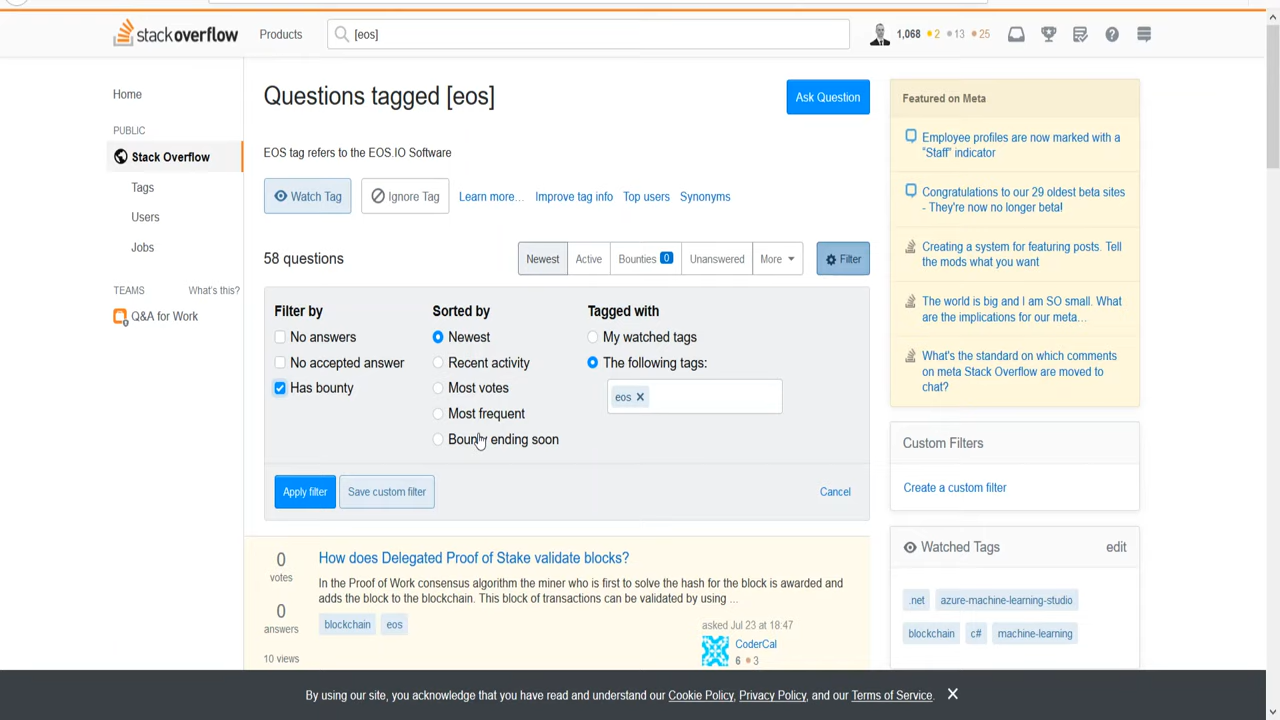 stackoverflow
Products
[eos]
1,068 2 13 25
Home
PUBLIC
Stack Overflow
Tags
Users
Jobs
TEAMS What's this?
Q&A for Work
Questions tagged [eos]
Ask Question
EOS tag refers to the EOS.IO Software
Watch Tag Ignore Tag Learn more... Improve tag info Top users Synonyms
58 questions
Newest Active Bounties 0 Unanswered More Filter
Filter by
No answers
No accepted answer
Has bounty
Sorted by
Newest
Recent activity
Most votes
Most frequent
Bounty ending soon
Tagged with
My watched tags
The following tags:
eos ×
Apply filter Save custom filter Cancel
0
votes
0
answers
10 views
How does Delegated Proof of Stake validate blocks?
In the Proof of Work consensus algorithm the miner who is first to solve the hash for the block is awarded and
adds the block to the blockchain. This block of transactions can be validated by using ...
blockchain eos
asked Jul 23 at 18:47
CoderCal
6 3
Featured on Meta
Employee profiles are now marked with a
"Staff" indicator
Congratulations to our 29 oldest beta sites
- They're now no longer beta!
Creating a system for featuring posts. Tell
the mods what you want
The world is big and I am SO small. What
are the implications for our meta…
What's the standard on which comments
on meta Stack Overflow are moved to
chat?
Custom Filters
Create a custom filter
Watched Tags edit
.net azure-machine-learning-studio
blockchain c# machine-learning
By using our site, you acknowledge that you have read and understand our Cookie Policy, Privacy Policy, and our Terms of Service.